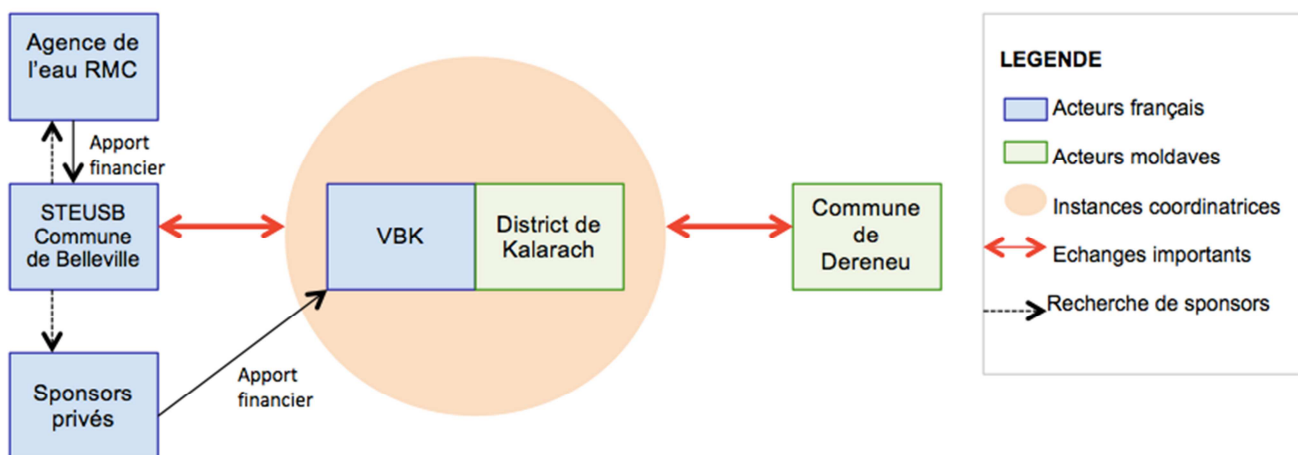 Agence de
l'eau RMC
Apport
financier
STEUSB
Commune
de Belleville
Sponsors
privés
Apport
financier
VBK
District de
Kalarach
Commune
de
Dereneu
LEGENDE
Acteurs français
Acteurs moldaves
Instances coordinatrices
Echanges importants
Recherche de sponsors